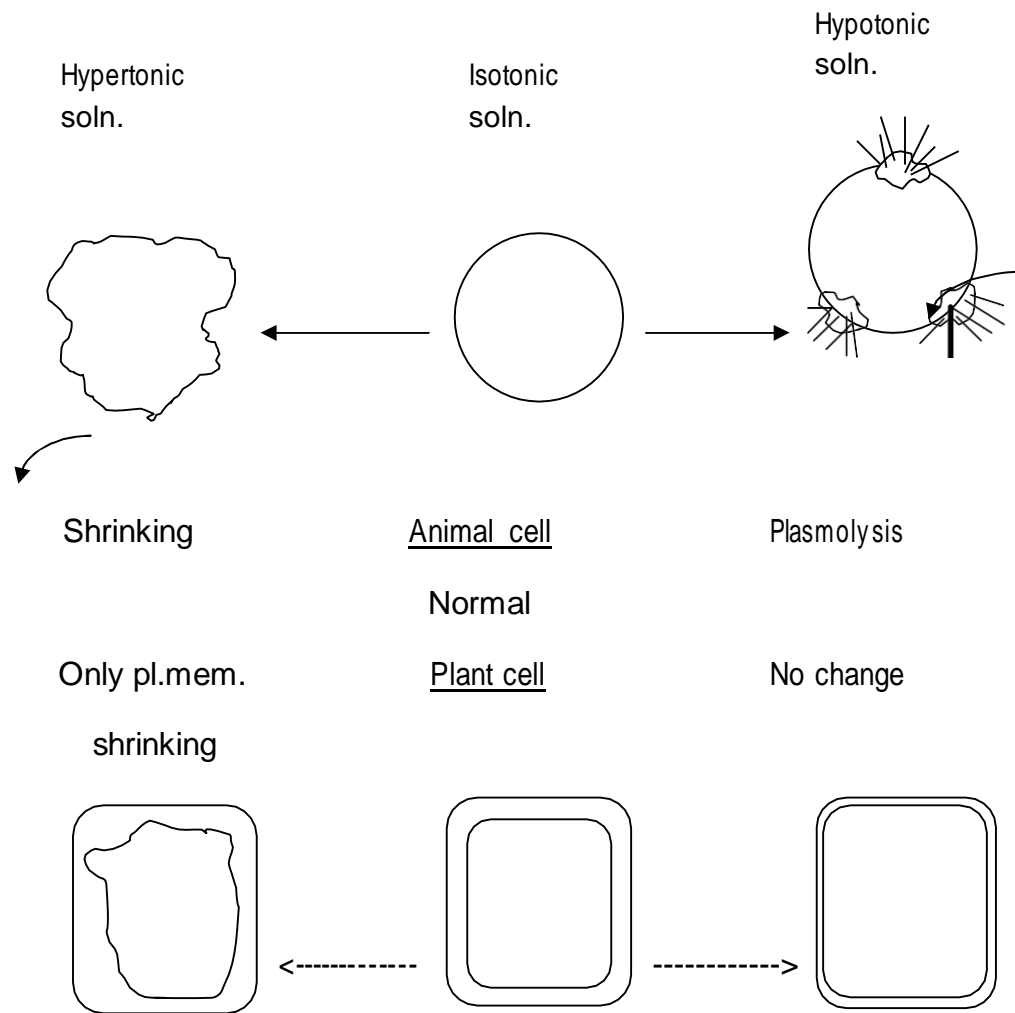 Hypotonic
soln.
Hypertonic
soln.
Isotonic
soln.
Shrinking
Animal cell
Plasmolysis
Normal
Only pl.mem.
shrinking
Plant cell
No change